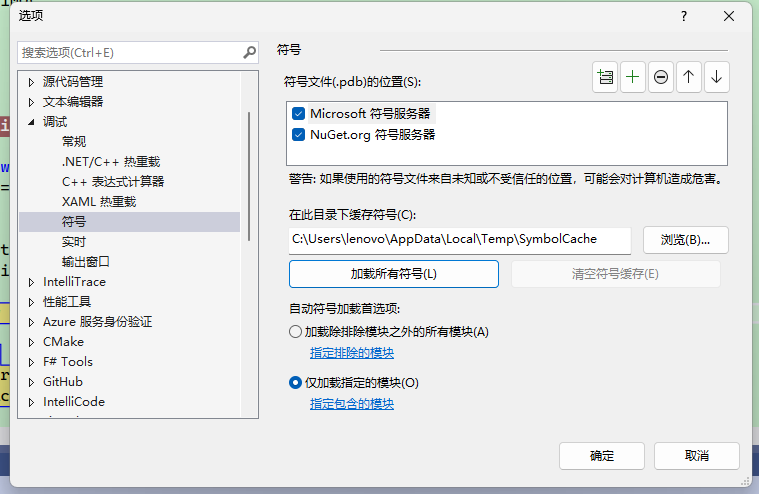 选项
搜索选项(Ctrl+E)
源代码管理
文本编辑器
调试
常规
.NET/C++ 热重载
C++ 表达式计算器
XAML 热重载
符号
实时
输出窗口
IntelliTrace
性能工具
Azure 服务身份验证
CMake
F# Tools
GitHub
IntelliCode
符号
符号文件(.pdb)的位置(S):
Microsoft 符号服务器
NuGet.org 符号服务器
警告: 如果使用的符号文件来自未知或不受信任的位置，可能会对计算机造成危害。
在此目录下缓存符号(C):
C:\Users\lenovo\AppData\Local\Temp\SymbolCache
浏览(B)...
加载所有符号(L)
清空符号缓存(E)
自动符号加载首选项:
加载除排除模块之外的所有模块(A)
指定排除的模块
仅加载指定的模块(O)
指定包含的模块
确定
取消